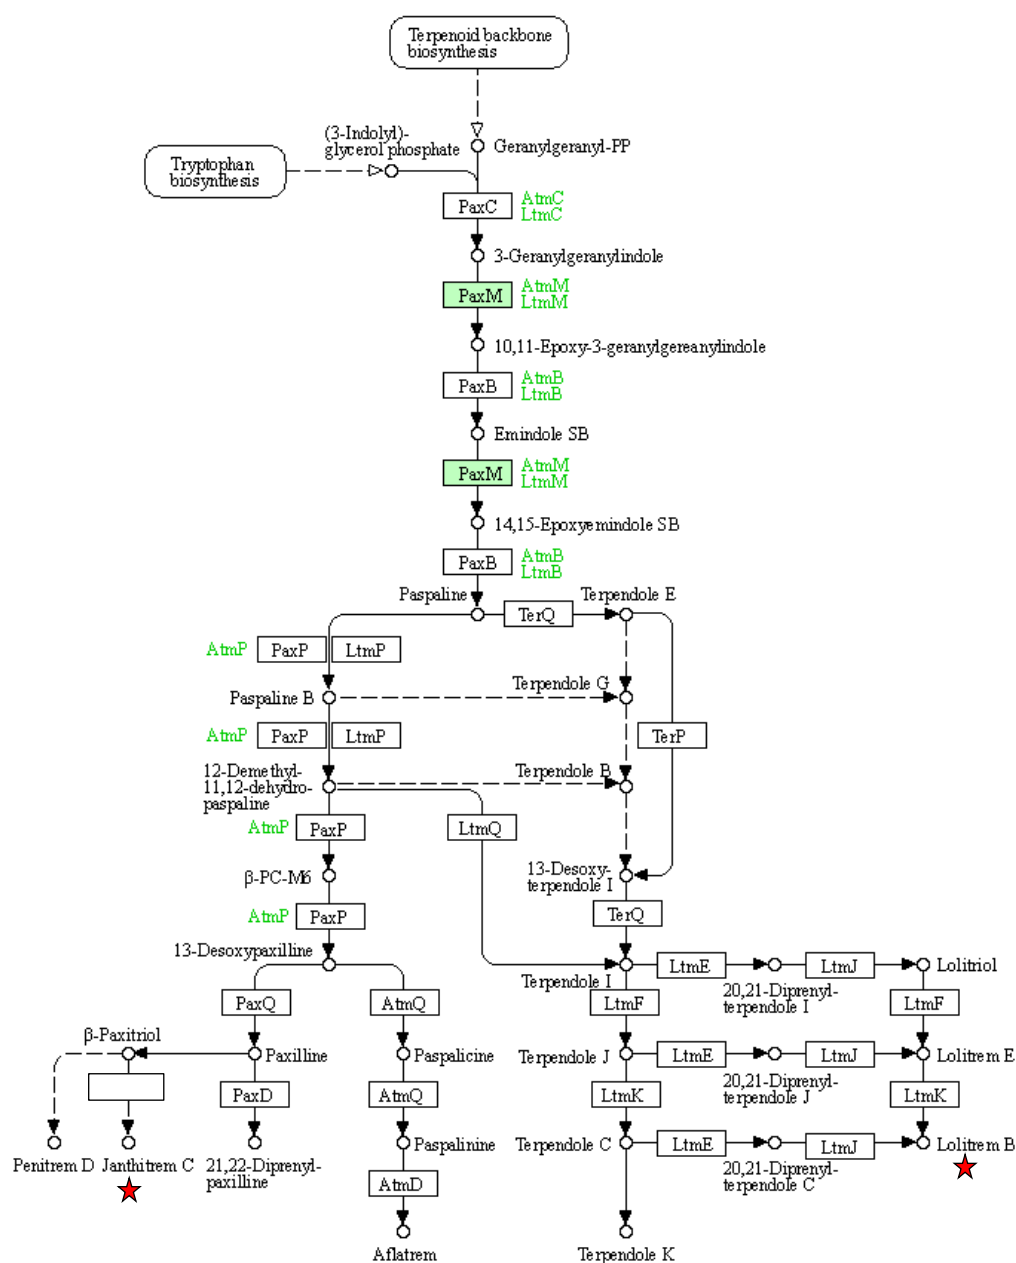 Terpenoid backbone
biosynthesis
(3-Indolyl)-
glycerol phosphate
Geranylgeranyl-PP
Tryptophan
biosynthesis
PaxC
AtmC
LtmC
3-Geranylgeranylindole
PaxM
AtmM
LtmM
10,11-Epoxy-3-geranylgereanylindole
PaxB
AtmB
LtmB
Emindole SB
PaxM
AtmM
LtmM
14,15-Epoxyemindole SB
PaxB
AtmB
LtmB
Paspaline
TerQ
Terpendole E
AtmP
PaxP
LtmP
Paspaline B
Terpendole G
AtmP
PaxP
LtmP
TerP
12-Demethyl-
11,12-dehydro-
paspaline
Terpendole B
AtmP
PaxP
LtmQ
β-PC-M6
13-Desoxy-
terpendole I
AtmP
PaxP
TerQ
13-Desoxypaxilline
Terpendole I
LtmE
20,21-Diprenyl-
terpendole I
LtmJ
Lolitriol
PaxQ
AtmQ
LtmF
LtmF
β-Paxitriol
Paxilline
Paspalicine
Terpendole J
LtmE
20,21-Diprenyl-
terpendole J
LtmJ
Lolitrem E
PaxD
AtmQ
LtmK
LtmK
Penitrem D
Janthitrem C
21,22-Diprenyl-
paxilline
Paspalinine
Terpendole C
LtmE
20,21-Diprenyl-
terpendole C
LtmJ
Lolitrem B
AtmD
Aflatrem
Terpendole K